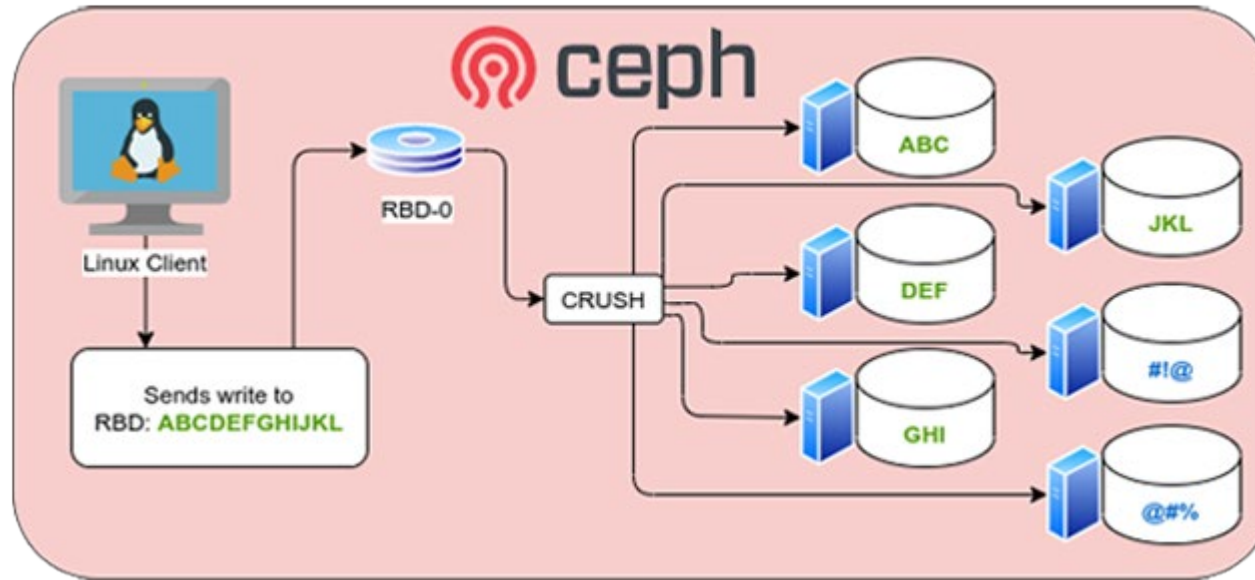 ceph
Linux Client
Sends write to
RBD: ABCDEFGHIJKL
RBD-0
CRUSH
ABC
JKL
DEF
#!@
GHI
@#%